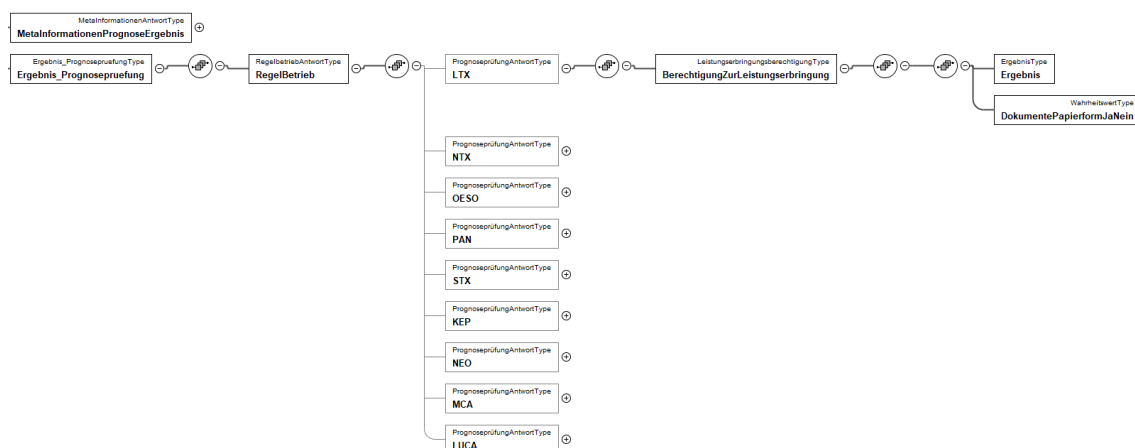 MetaInformationenAntwortType
MetaInformationenPrognoseErgebnis
Ergebnis_PrognosepruefungType
Ergebnis_Prognosepruefung
RegelbetriebAntwortType
RegelBetrieb
PrognoseprüfungAntwortType
LTX
LeistungserbringungsberechtigungType
BerechtigungZurLeistungserbringung
ErgebnisType
Ergebnis
WahrheitswertType
DokumentePapierformJaNein
PrognoseprüfungAntwortType
NTX
PrognoseprüfungAntwortType
OESO
PrognoseprüfungAntwortType
PAN
PrognoseprüfungAntwortType
STX
PrognoseprüfungAntwortType
KEP
PrognoseprüfungAntwortType
NEO
PrognoseprüfungAntwortType
MCA
PrognoseprüfungAntwortType
LUCA